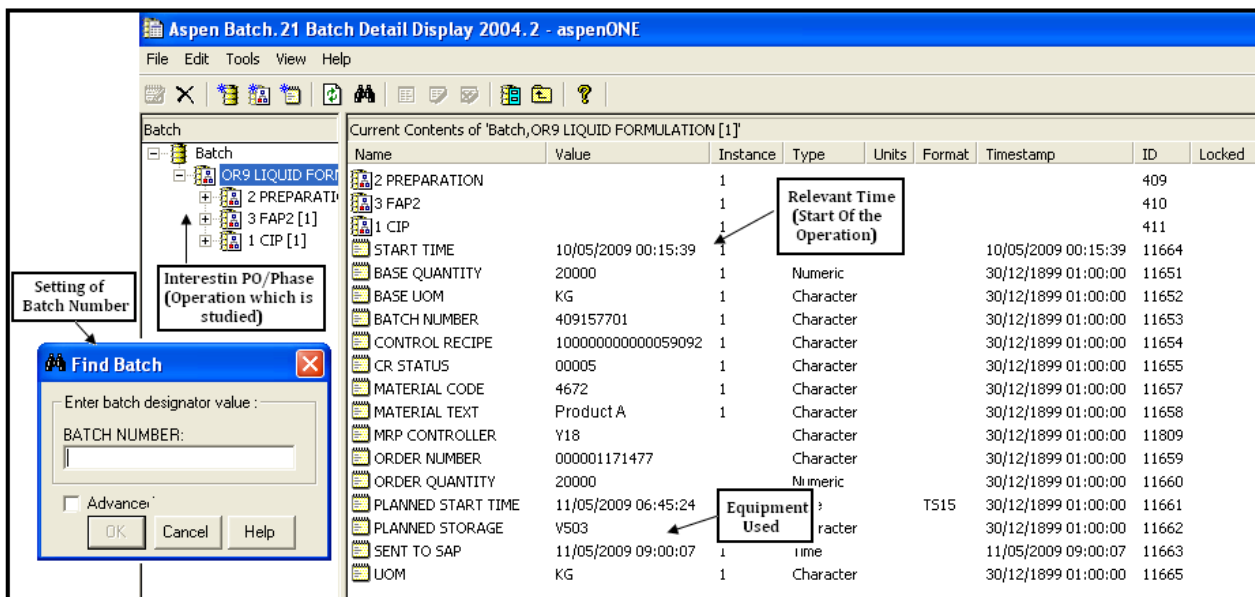 Aspen Batch.21 Batch Detail Display 2004.2 - aspenONE
File Edit Tools View Help
Batch
Current Contents of 'Batch,OR9 LIQUID FORMULATION [1]'
Batch
OR9 LIQUID FORM
2 PREPARATI
3 FAP2 [1]
1 CIP [1]
Name Value Instance Type Units Format Timestamp ID Locked
2 PREPARATION 1 409
3 FAP2 1 410
1 CIP 1 411
START TIME 10/05/2009 00:15:39 1 10/05/2009 00:15:39 11664
BASE QUANTITY 20000 1 Numeric 30/12/1899 01:00:00 11651
BASE UOM KG 1 Character 30/12/1899 01:00:00 11652
BATCH NUMBER 409157701 1 Character 30/12/1899 01:00:00 11653
CONTROL RECIPE 100000000000059092 1 Character 30/12/1899 01:00:00 11654
CR STATUS 00005 1 Character 30/12/1899 01:00:00 11655
MATERIAL CODE 4672 1 Character 30/12/1899 01:00:00 11657
MATERIAL TEXT Product A 1 Character 30/12/1899 01:00:00 11658
MRP CONTROLLER Y18 Character 30/12/1899 01:00:00 11809
ORDER NUMBER 000001171477 Character 30/12/1899 01:00:00 11659
ORDER QUANTITY 20000 Numeric 30/12/1899 01:00:00 11660
PLANNED START TIME 11/05/2009 06:45:24 TS15 30/12/1899 01:00:00 11661
PLANNED STORAGE V503 30/12/1899 01:00:00 11662
SENT TO SAP 11/05/2009 09:00:07 1 Time 11/05/2009 09:00:07 11663
UOM KG 1 Character 30/12/1899 01:00:00 11665
Relevant Time
(Start Of the
Operation)
Equipment
Used
Interestin PO/Phase
(Operation which is
studied)
Setting of
Batch Number
Find Batch
Enter batch designator value :
BATCH NUMBER:
Advance
OK Cancel Help